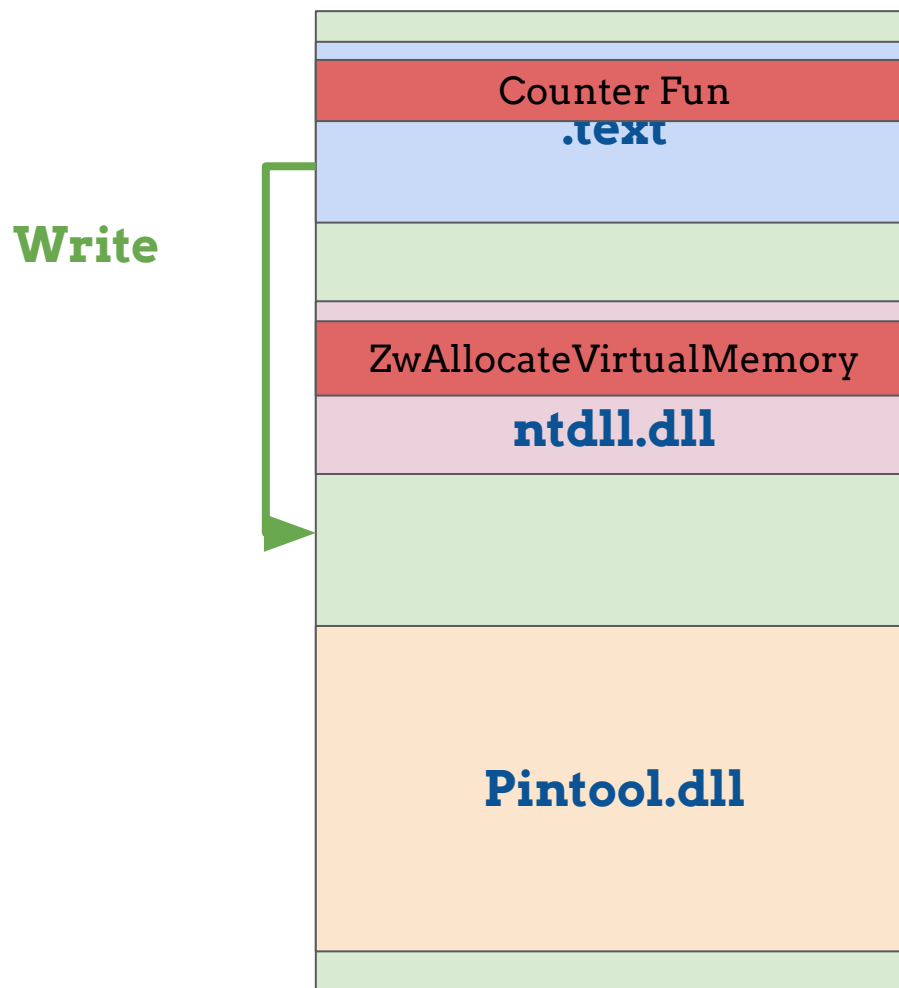 Counter Fun
.text
Write
ZwAllocateVirtualMemory
ntdll.dll
Pintool.dll